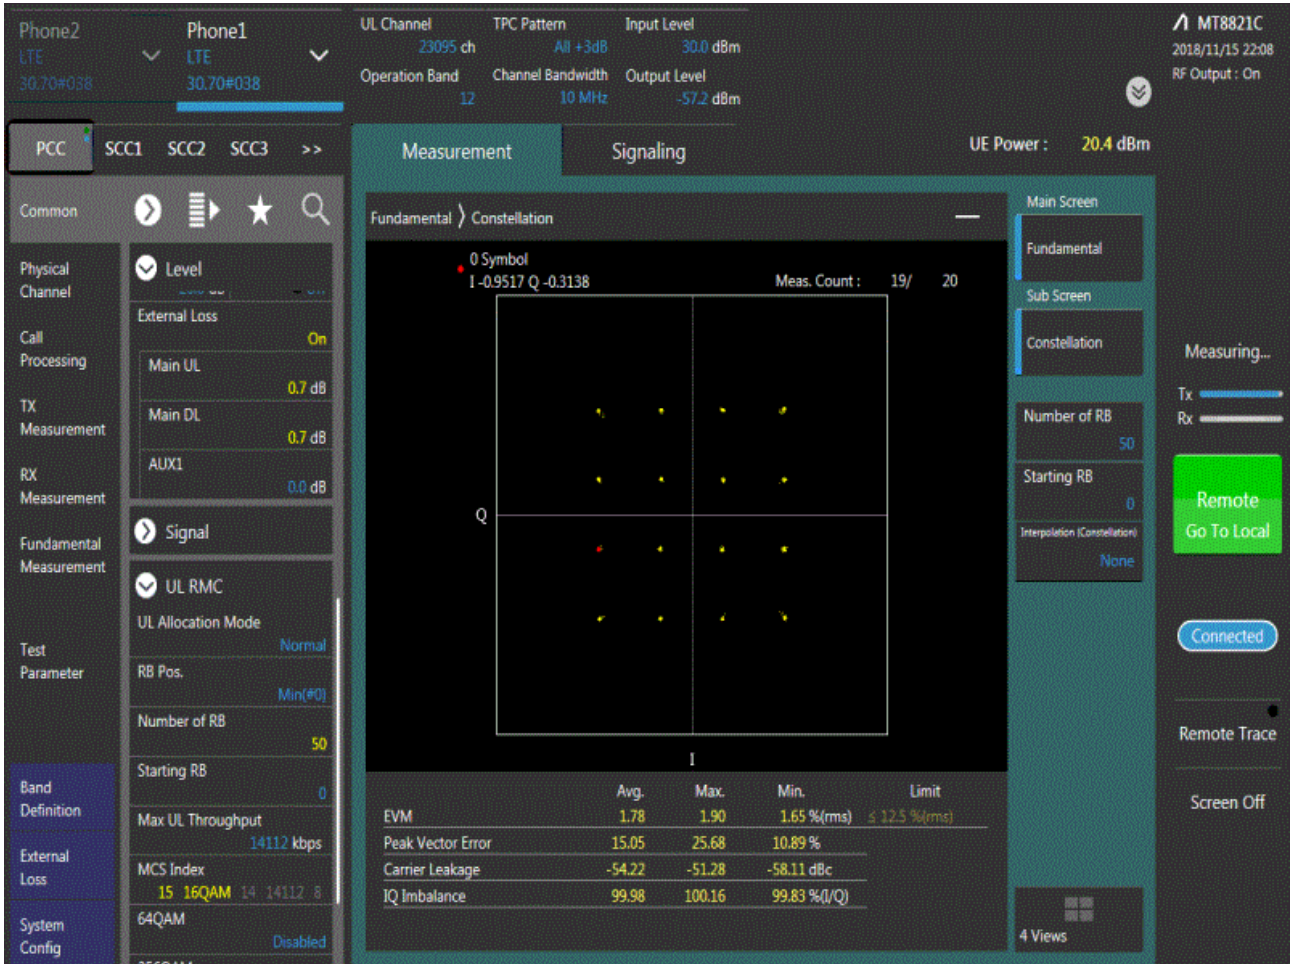 Phone2
LTE
30.70#038
Phone1
LTE
30.70#038
UL Channel
23095 ch
TPC Pattern
All +3dB
Input Level
30.0 dBm
Operation Band
12
Channel Bandwidth
10 MHz
Output Level
-57.2 dBm
MT8821C
2018/11/15 22:08
RF Output : On
PCC SCC1 SCC2 SCC3 >>
Measurement
Signaling
UE Power : 20.4 dBm
Common
Physical
Channel
Call
Processing
TX
Measurement
RX
Measurement
Fundamental
Measurement
Test
Parameter
Band
Definition
External
Loss
System
Config
Level
External Loss
On
Main UL
0.7 dB
Main DL
0.7 dB
AUX1
0.0 dB
Signal
UL RMC
UL Allocation Mode
Normal
RB Pos.
Min(#0)
Number of RB
50
Starting RB
0
Max UL Throughput
14112 kbps
MCS Index
15 16QAM 14 14112 8
64QAM
Disabled
Fundamental 〉 Constellation
0 Symbol
I -0.9517 Q -0.3138
Meas. Count : 19/ 20
Q
I
Avg. Max. Min. Limit
EVM 1.78 1.90 1.65 %(rms) ≤ 12.5 %(rms)
Peak Vector Error 15.05 25.68 10.89 %
Carrier Leakage -54.22 -51.28 -58.11 dBc
IQ Imbalance 99.98 100.16 99.83 %(I/Q)
Main Screen
Fundamental
Sub Screen
Constellation
Number of RB
50
Starting RB
0
Interpolation (Constellation)
None
4 Views
Measuring...
Tx
Rx
Remote
Go To Local
Connected
Remote Trace
Screen Off